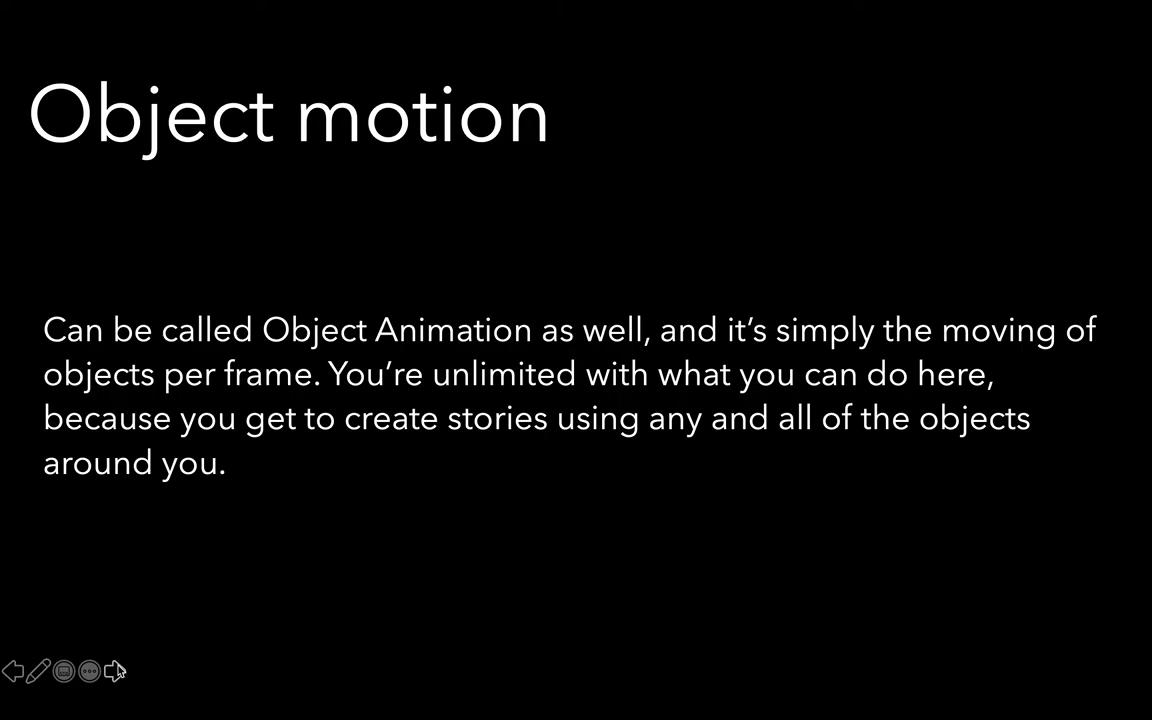 Object motion
Can be called Object Animation as well, and it’s simply the moving of
objects per frame. You’re unlimited with what you can do here,
because you get to create stories using any and all of the objects
around you.